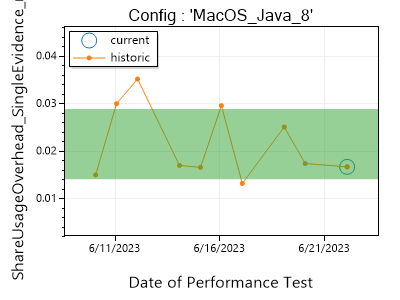 Config : 'MacOS_Java_8'
current
historic
0.04
0.03
0.02
0.01
ShareUsageOverhead_SingleEvidence_
6/11/2023
6/16/2023
6/21/2023
Date of Performance Test